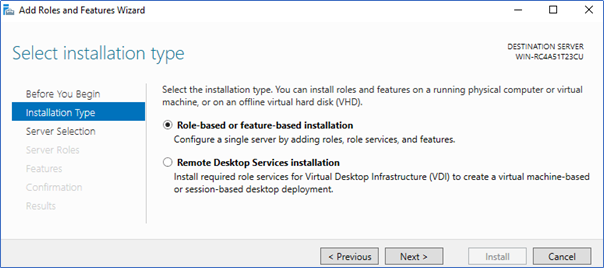 Add Roles and Features Wizard
Select installation type
DESTINATION SERVER
WIN-RC4A51T23CU
Before You Begin
Installation Type
Server Selection
Server Roles
Features
Confirmation
Results
Select the installation type. You can install roles and features on a running physical computer or virtual
machine, or on an offline virtual hard disk (VHD).
Role-based or feature-based installation
Configure a single server by adding roles, role services, and features.
Remote Desktop Services installation
Install required role services for Virtual Desktop Infrastructure (VDI) to create a virtual machine-based
or session-based desktop deployment.
< Previous
Next >
Install
Cancel